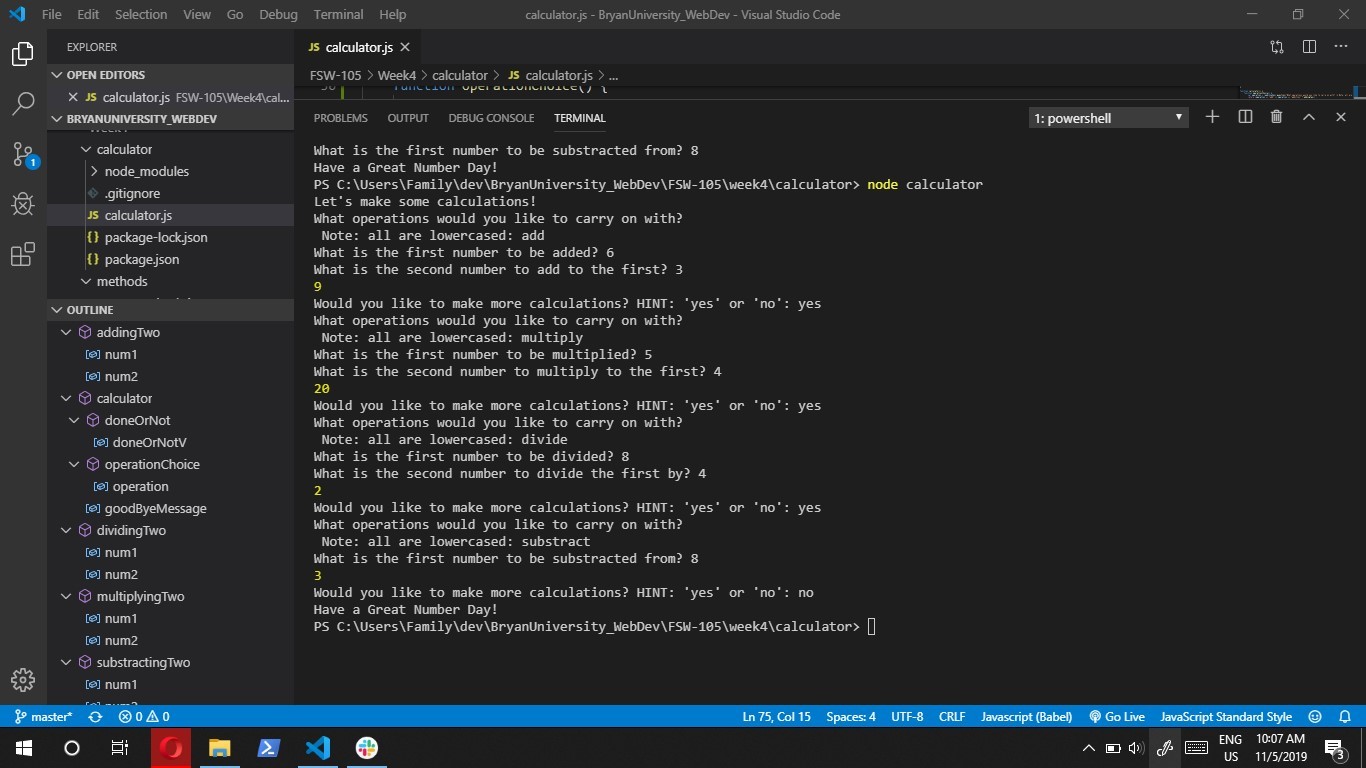 File Edit Selection View Go Debug Terminal Help calculator.js - BryanUniversity_WebDev - Visual Studio Code
EXPLORER
OPEN EDITORS
JS calculator.js FSW-105\Week4\cal...
BRYANUNIVERSITY_WEBDEV
calculator
node_modules
.gitignore
JS calculator.js
{} package-lock.json
{} package.json
methods
OUTLINE
addingTwo
num1
num2
calculator
doneOrNot
doneOrNotV
operationChoice
operation
goodByeMessage
dividingTwo
num1
num2
multiplyingTwo
num1
num2
substractingTwo
num1
1
JS calculator.js
FSW-105 > Week4 > calculator > JS calculator.js > ...
function operationChoice() {
PROBLEMS OUTPUT DEBUG CONSOLE TERMINAL 1: powershell
What is the first number to be substracted from? 8
Have a Great Number Day!
PS C:\Users\Family\dev\BryanUniversity_WebDev\FSW-105\week4\calculator> node calculator
Let's make some calculations!
What operations would you like to carry on with?
Note: all are lowercased: add
What is the first number to be added? 6
What is the second number to add to the first? 3
9
Would you like to make more calculations? HINT: 'yes' or 'no': yes
What operations would you like to carry on with?
Note: all are lowercased: multiply
What is the first number to be multiplied? 5
What is the second number to multiply to the first? 4
20
Would you like to make more calculations? HINT: 'yes' or 'no': yes
What operations would you like to carry on with?
Note: all are lowercased: divide
What is the first number to be divided? 8
What is the second number to divide the first by? 4
2
Would you like to make more calculations? HINT: 'yes' or 'no': yes
What operations would you like to carry on with?
Note: all are lowercased: substract
What is the first number to be substracted from? 8
3
Would you like to make more calculations? HINT: 'yes' or 'no': no
Have a Great Number Day!
PS C:\Users\Family\dev\BryanUniversity_WebDev\FSW-105\week4\calculator>
master* 0 0 Ln 75, Col 15 Spaces: 4 UTF-8 CRLF Javascript (Babel) Go Live JavaScript Standard Style
ENG 10:07 AM
US 11/5/2019 3